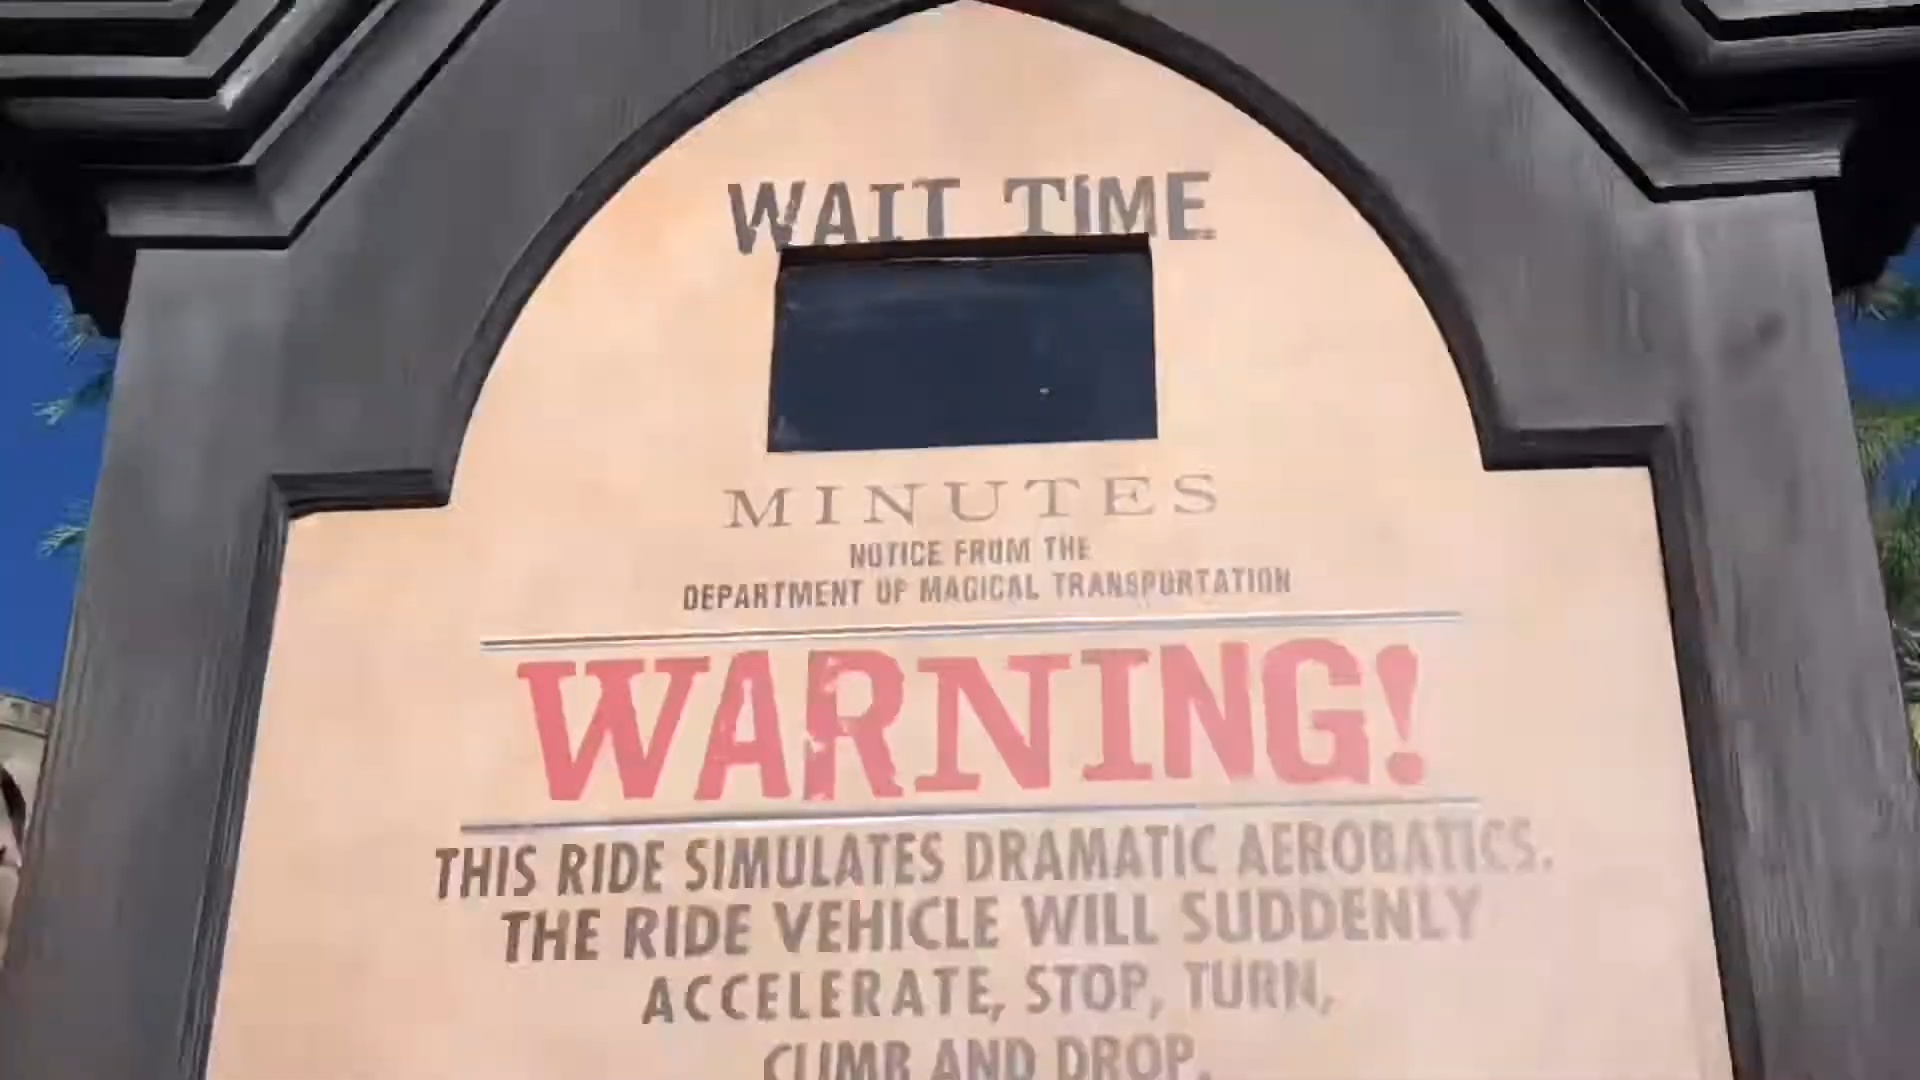 WAIT TIME
MINUTES
NOTICE FROM THE
DEPARTMENT OF MAGICAL TRANSPORTATION
WARNING!
THIS RIDE SIMULATES DRAMATIC AEROBATICS.
THE RIDE VEHICLE WILL SUDDENLY
ACCELERATE, STOP, TURN,
CLIMB AND DROP.